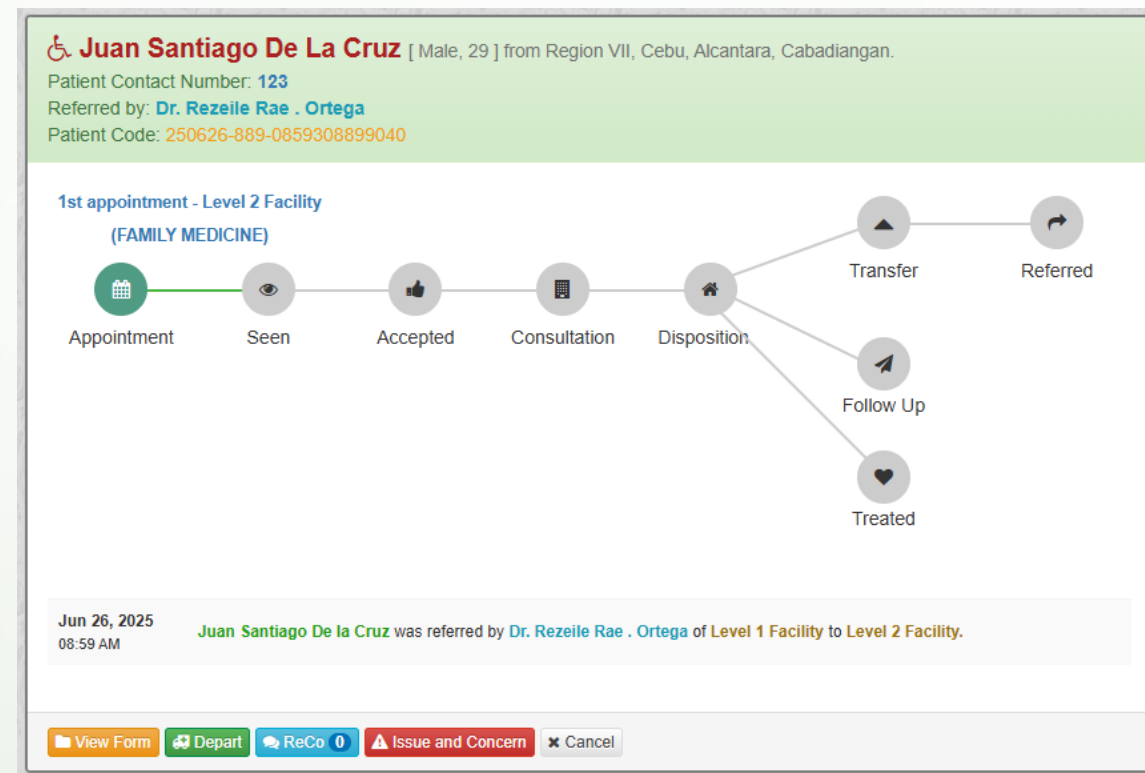 Juan Santiago De La Cruz [ Male, 29 ] from Region VII, Cebu, Alcantara, Cabadiangan.
Patient Contact Number: 123
Referred by: Dr. Rezeile Rae . Ortega
Patient Code: 250626-889-0859308899040
1st appointment - Level 2 Facility
(FAMILY MEDICINE)
Appointment
Seen
Accepted
Consultation
Disposition
Transfer
Referred
Follow Up
Treated
Jun 26, 2025
08:59 AM
Juan Santiago De la Cruz was referred by Dr. Rezeile Rae . Ortega of Level 1 Facility to Level 2 Facility.
View Form Depart ReCo 0 Issue and Concern Cancel